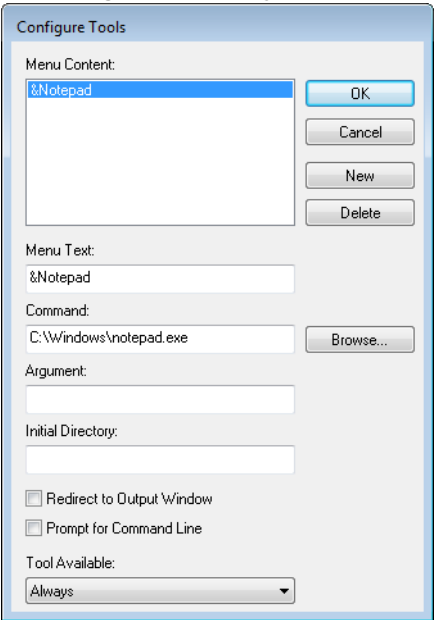 Configure Tools
Menu Content:
&Notepad
OK
Cancel
New
Delete
Menu Text:
&Notepad
Command:
C:\Windows\notepad.exe
Browse...
Argument:
Initial Directory:
Redirect to Output Window
Prompt for Command Line
Tool Available:
Always